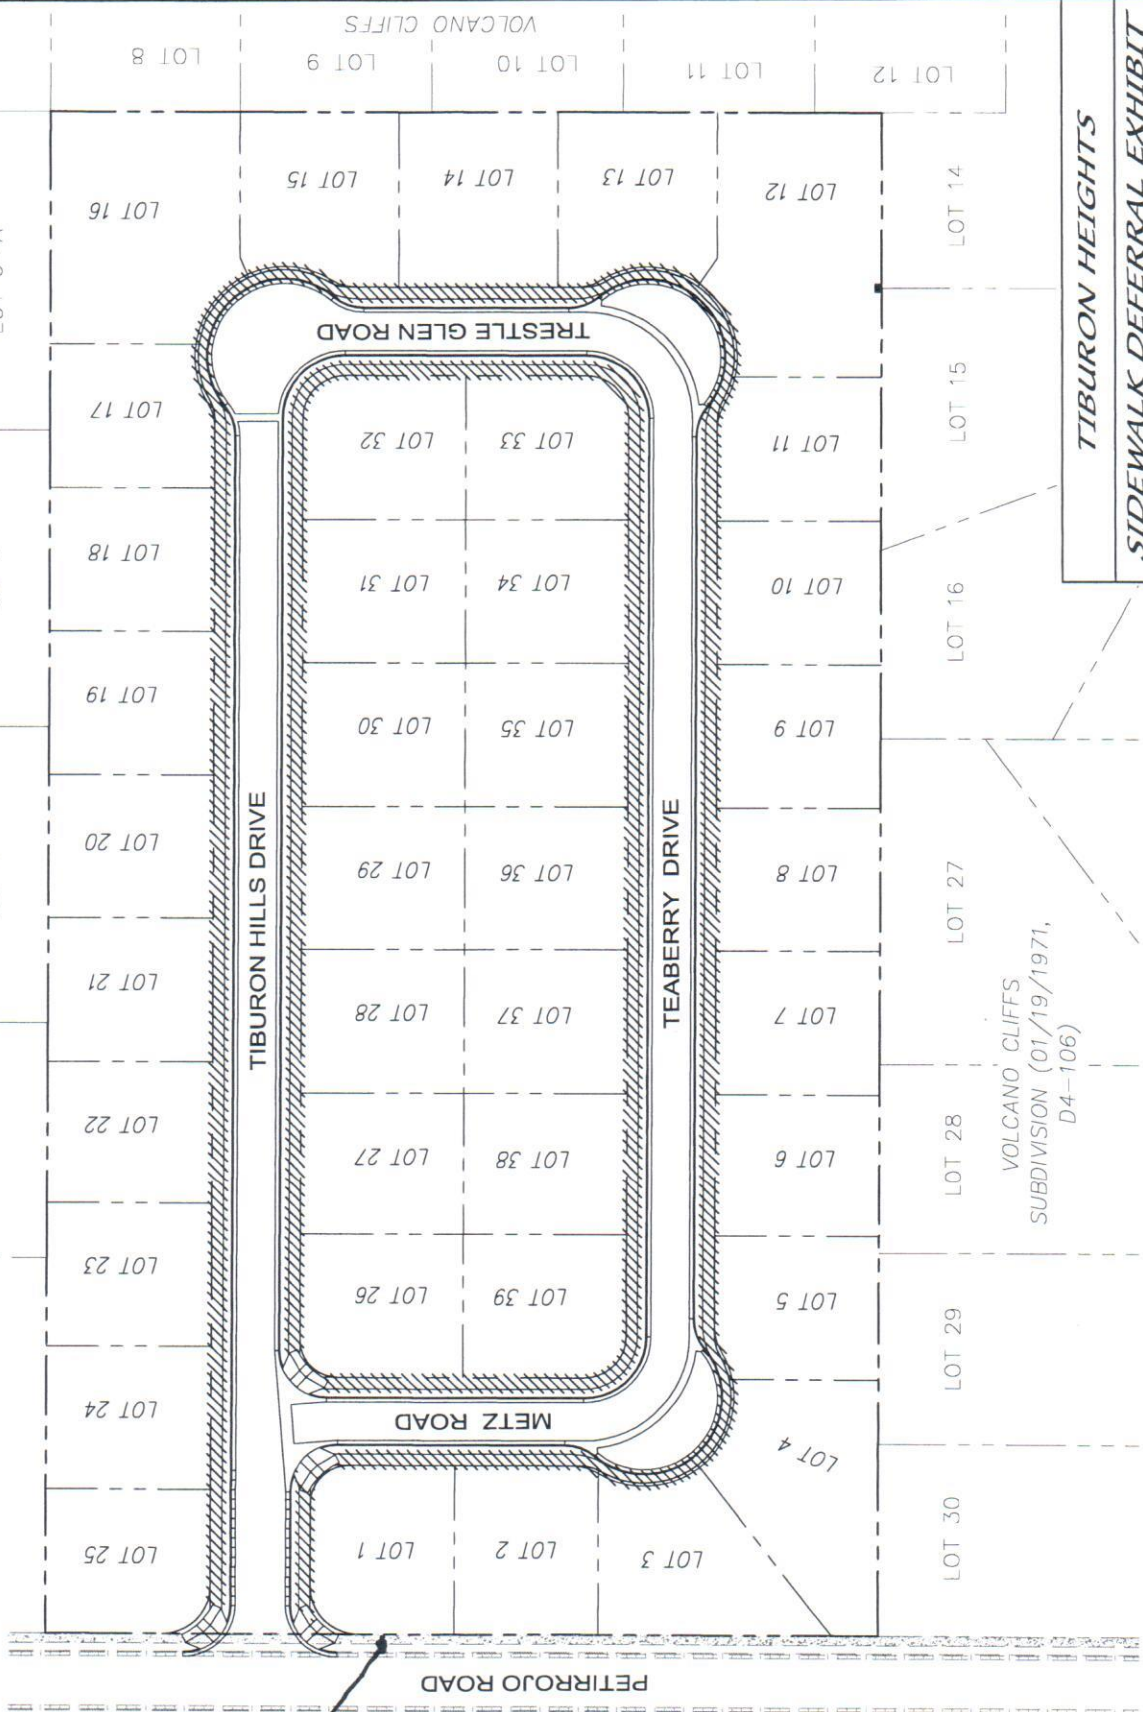 VOLCANO CLIFFS
LOT 8
LOT 9
LOT 10
LOT 11
LOT 12
LOT 16
LOT 15
LOT 14
LOT 13
LOT 12
LOT 14
TIBURON HEIGHTS
SIDEWALK DEFERRAL EXHIBIT
TRESTLE GLEN ROAD
LOT 17
LOT 32
LOT 33
LOT 11
LOT 15
LOT 18
LOT 31
LOT 34
LOT 10
LOT 16
LOT 19
LOT 30
LOT 35
LOT 9
TIBURON HILLS DRIVE
TEABERRY DRIVE
LOT 20
LOT 29
LOT 36
LOT 8
LOT 27
LOT 21
LOT 28
LOT 37
LOT 7
VOLCANO CLIFFS
SUBDIVISION (01/19/1971,
D4-106)
LOT 22
LOT 27
LOT 38
LOT 6
LOT 28
LOT 23
LOT 26
LOT 39
LOT 5
LOT 29
LOT 24
METZ ROAD
LOT 4
LOT 25
LOT 1
LOT 2
LOT 3
LOT 30
PETIRROJO ROAD